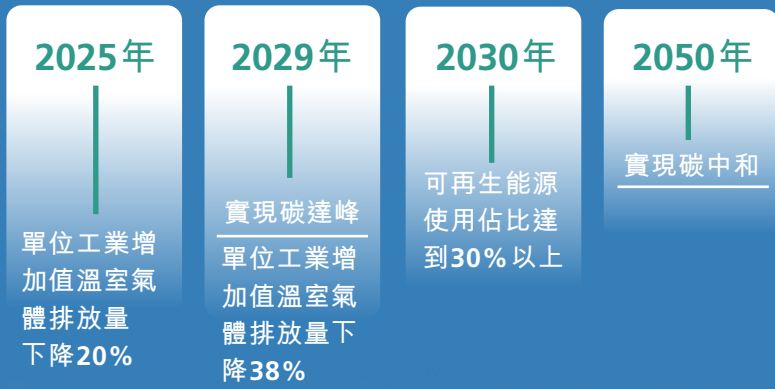 2025年
單位工業增
加值溫室氣
體排放量
下降20%
2029年
實現碳達峰
單位工業增
加值溫室氣
體排放量下
降38%
2030年
可再生能源
使用佔比達
到30%以上
2050年
實現碳中和